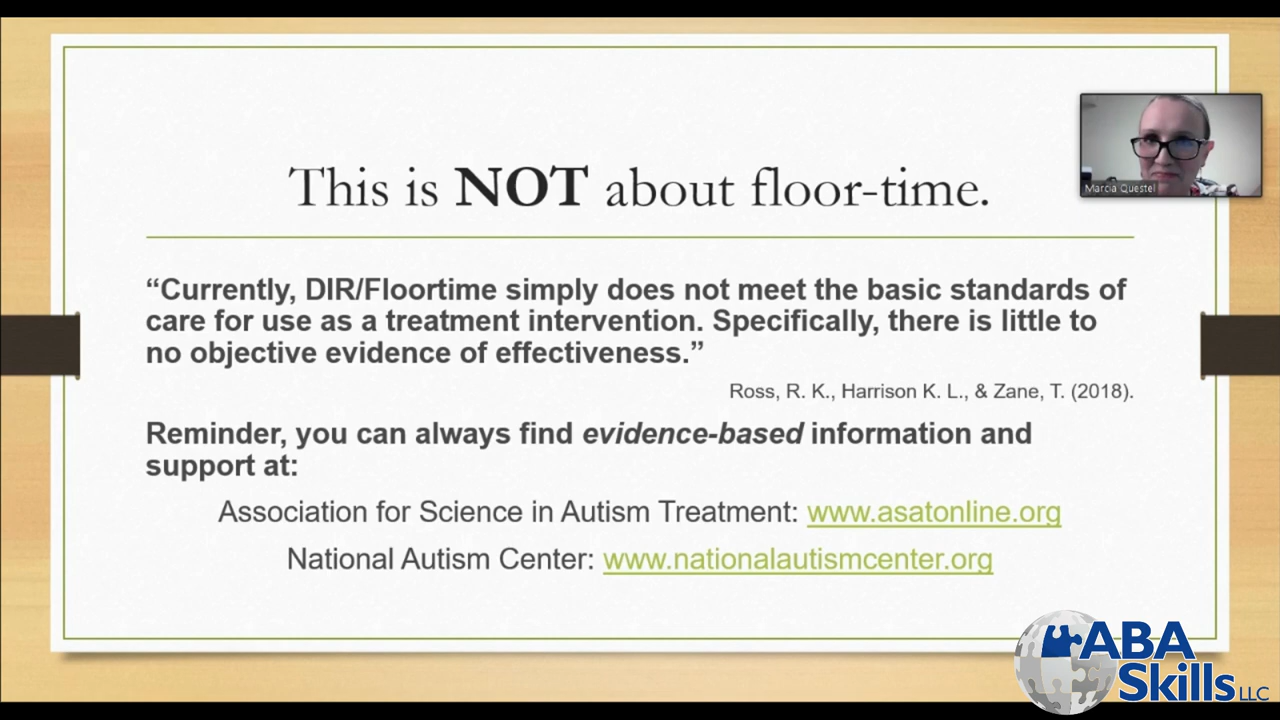 This is NOT about floor-time.
Marcia Questel
“Currently, DIR/Floortime simply does not meet the basic standards of
care for use as a treatment intervention. Specifically, there is little to
no objective evidence of effectiveness.”
Ross, R. K., Harrison K. L., & Zane, T. (2018).
Reminder, you can always find evidence-based information and
support at:
Association for Science in Autism Treatment: www.asatonline.org
National Autism Center: www.nationalautismcenter.org
ABA
Skills LLC